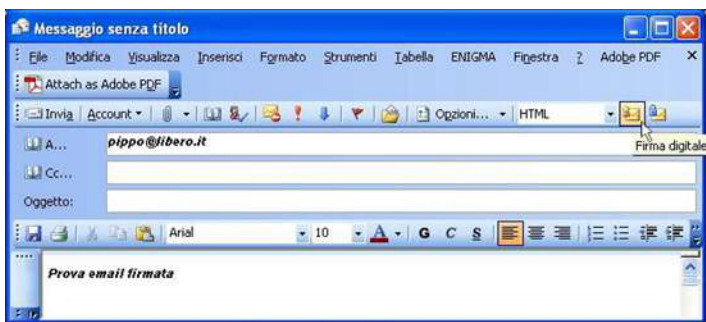 Messaggio senza titolo
File Modifica Visualizza Inserisci Formato Strumenti Tabella ENIGMA Finestra ? Adobe PDF
Attach as Adobe PDF
Invia Account Opzioni... HTML
A... pippo@libero.it
Firma digitale
Cc...
Oggetto:
Arial 10 A G C S
Prova email firmata